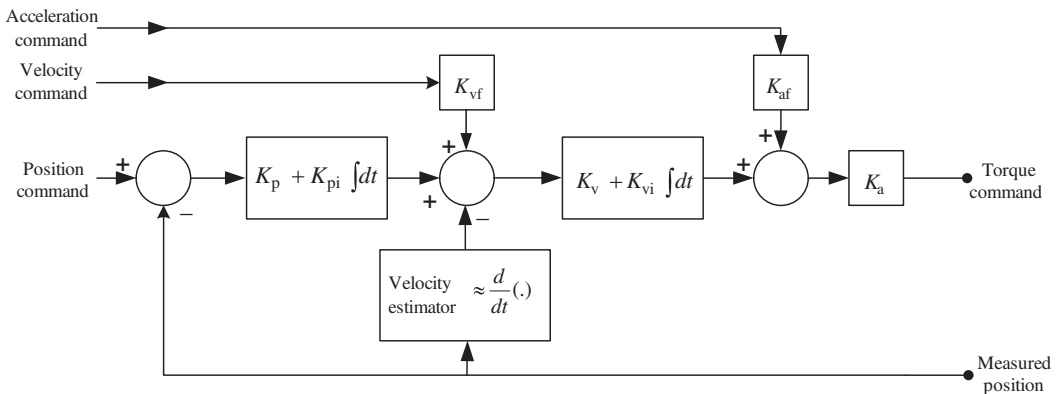 Acceleration
command
Velocity
command
K_vf
K_af
+
+
Position
command
+
K_p + K_pi ∫dt
+
K_v + K_vi ∫dt
+
K_a
Torque
command
−
−
Velocity
estimator
≈ d/dt (.)
Measured
position